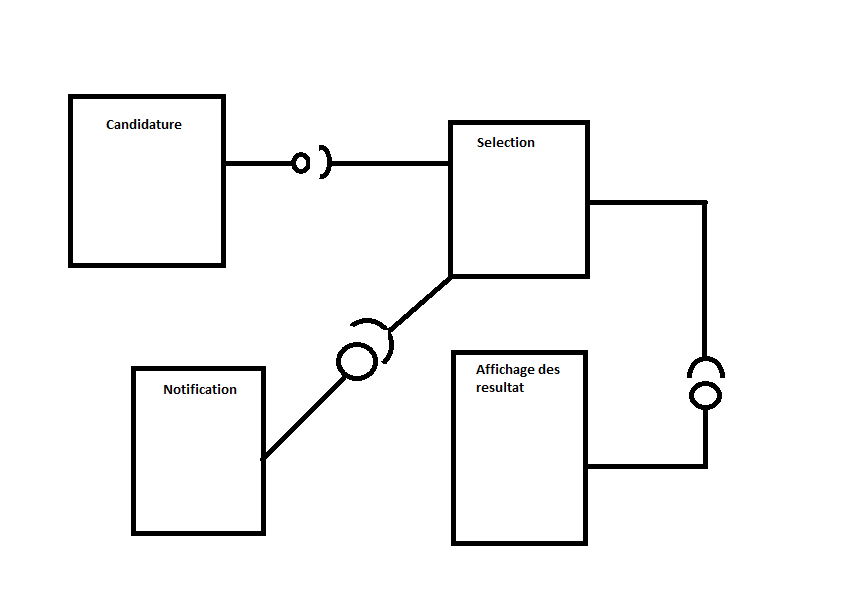 Candidature
Selection
Notification
Affichage des
resultat